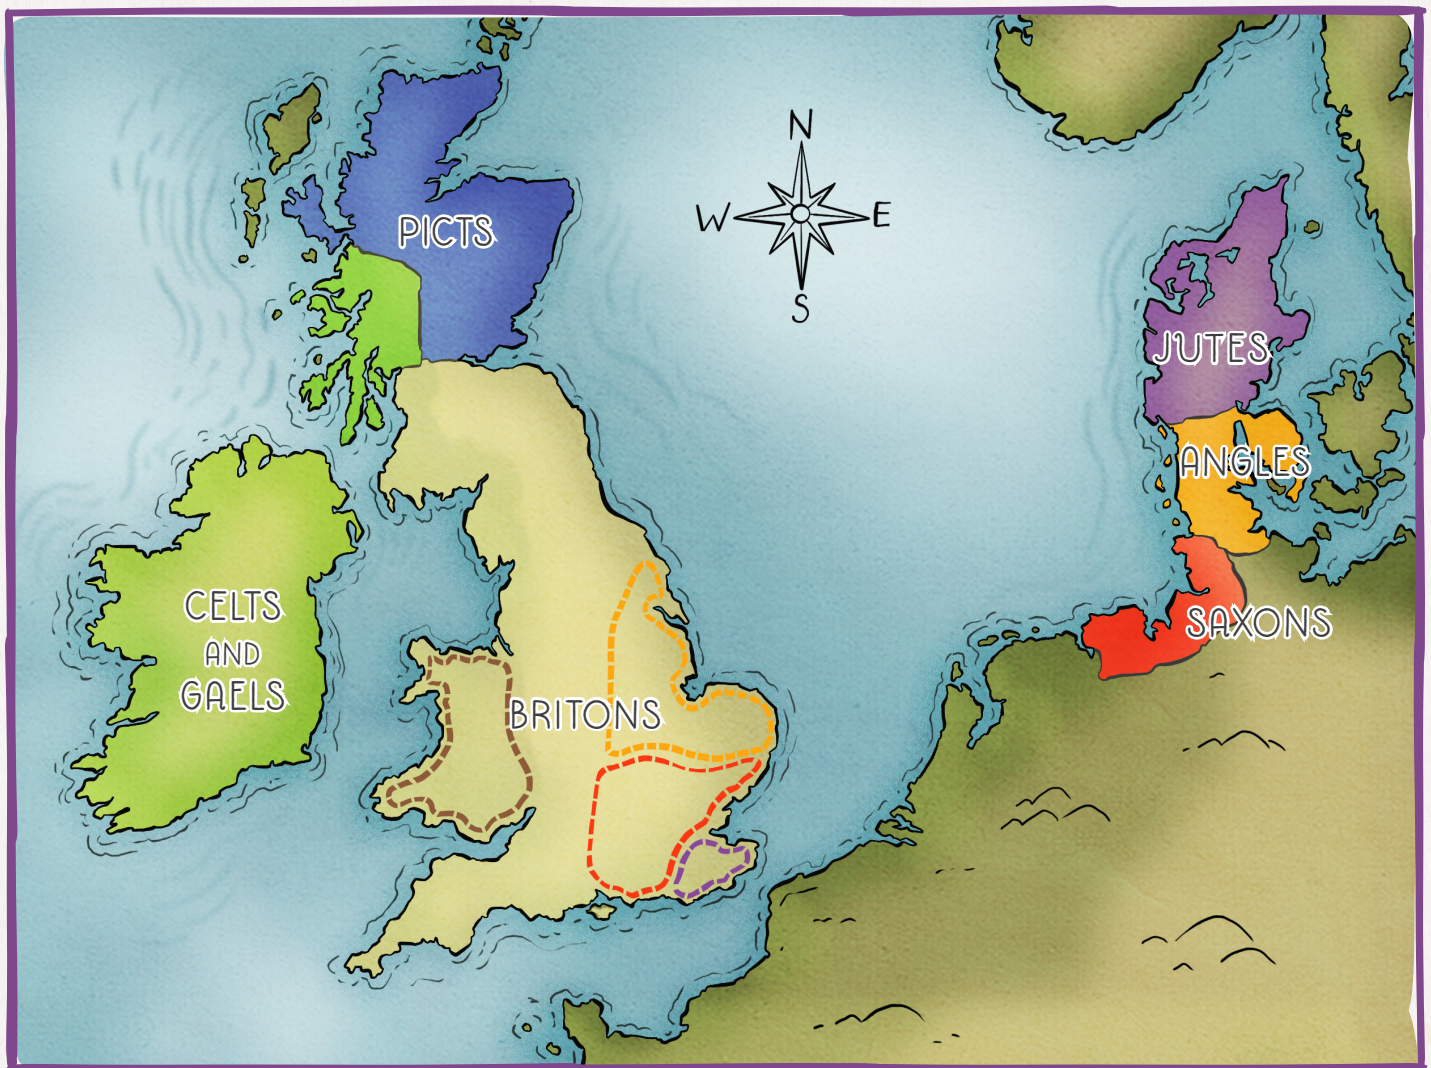 N
W
E
S
PICTS
JUTES
ANGLES
CELTS
AND
GAELS
SAXONS
BRITONS